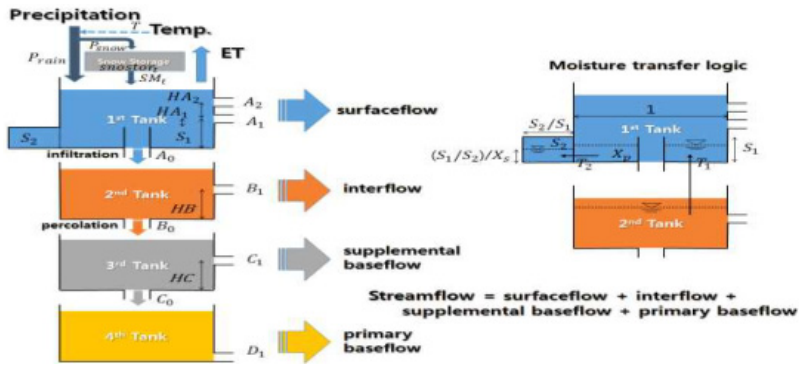 Precipitation
T
Temp.
P_snow
ET
P_rain
Snow Storage
snostor_t
SM_t
HA_2
A_2
HA_1
1st Tank
t
A_1
surfaceflow
S_2
S_1
infiltration
A_0
2nd Tank
B_1
interflow
HB
percolation
B_0
3rd Tank
C_1
supplemental
baseflow
HC
C_0
4th Tank
D_1
primary
baseflow
Moisture transfer logic
1
S_2/S_1
1st Tank
S_2
S_1
(S_1/S_2)/X_s
X_p
T_2
T_1
2nd Tank
Streamflow = surfaceflow + interflow +
supplemental baseflow + primary baseflow